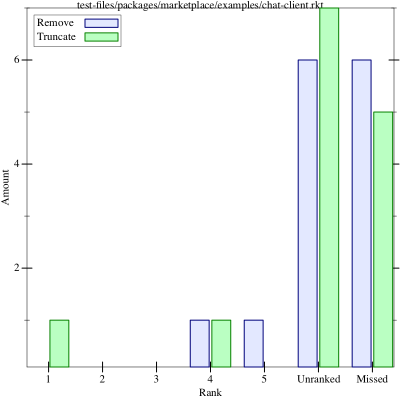 test-files/packages/marketplace/examples/chat-client.rkt
Remove
Truncate
6
4
2
Amount
1 2 3 4 5 Unranked Missed
Rank